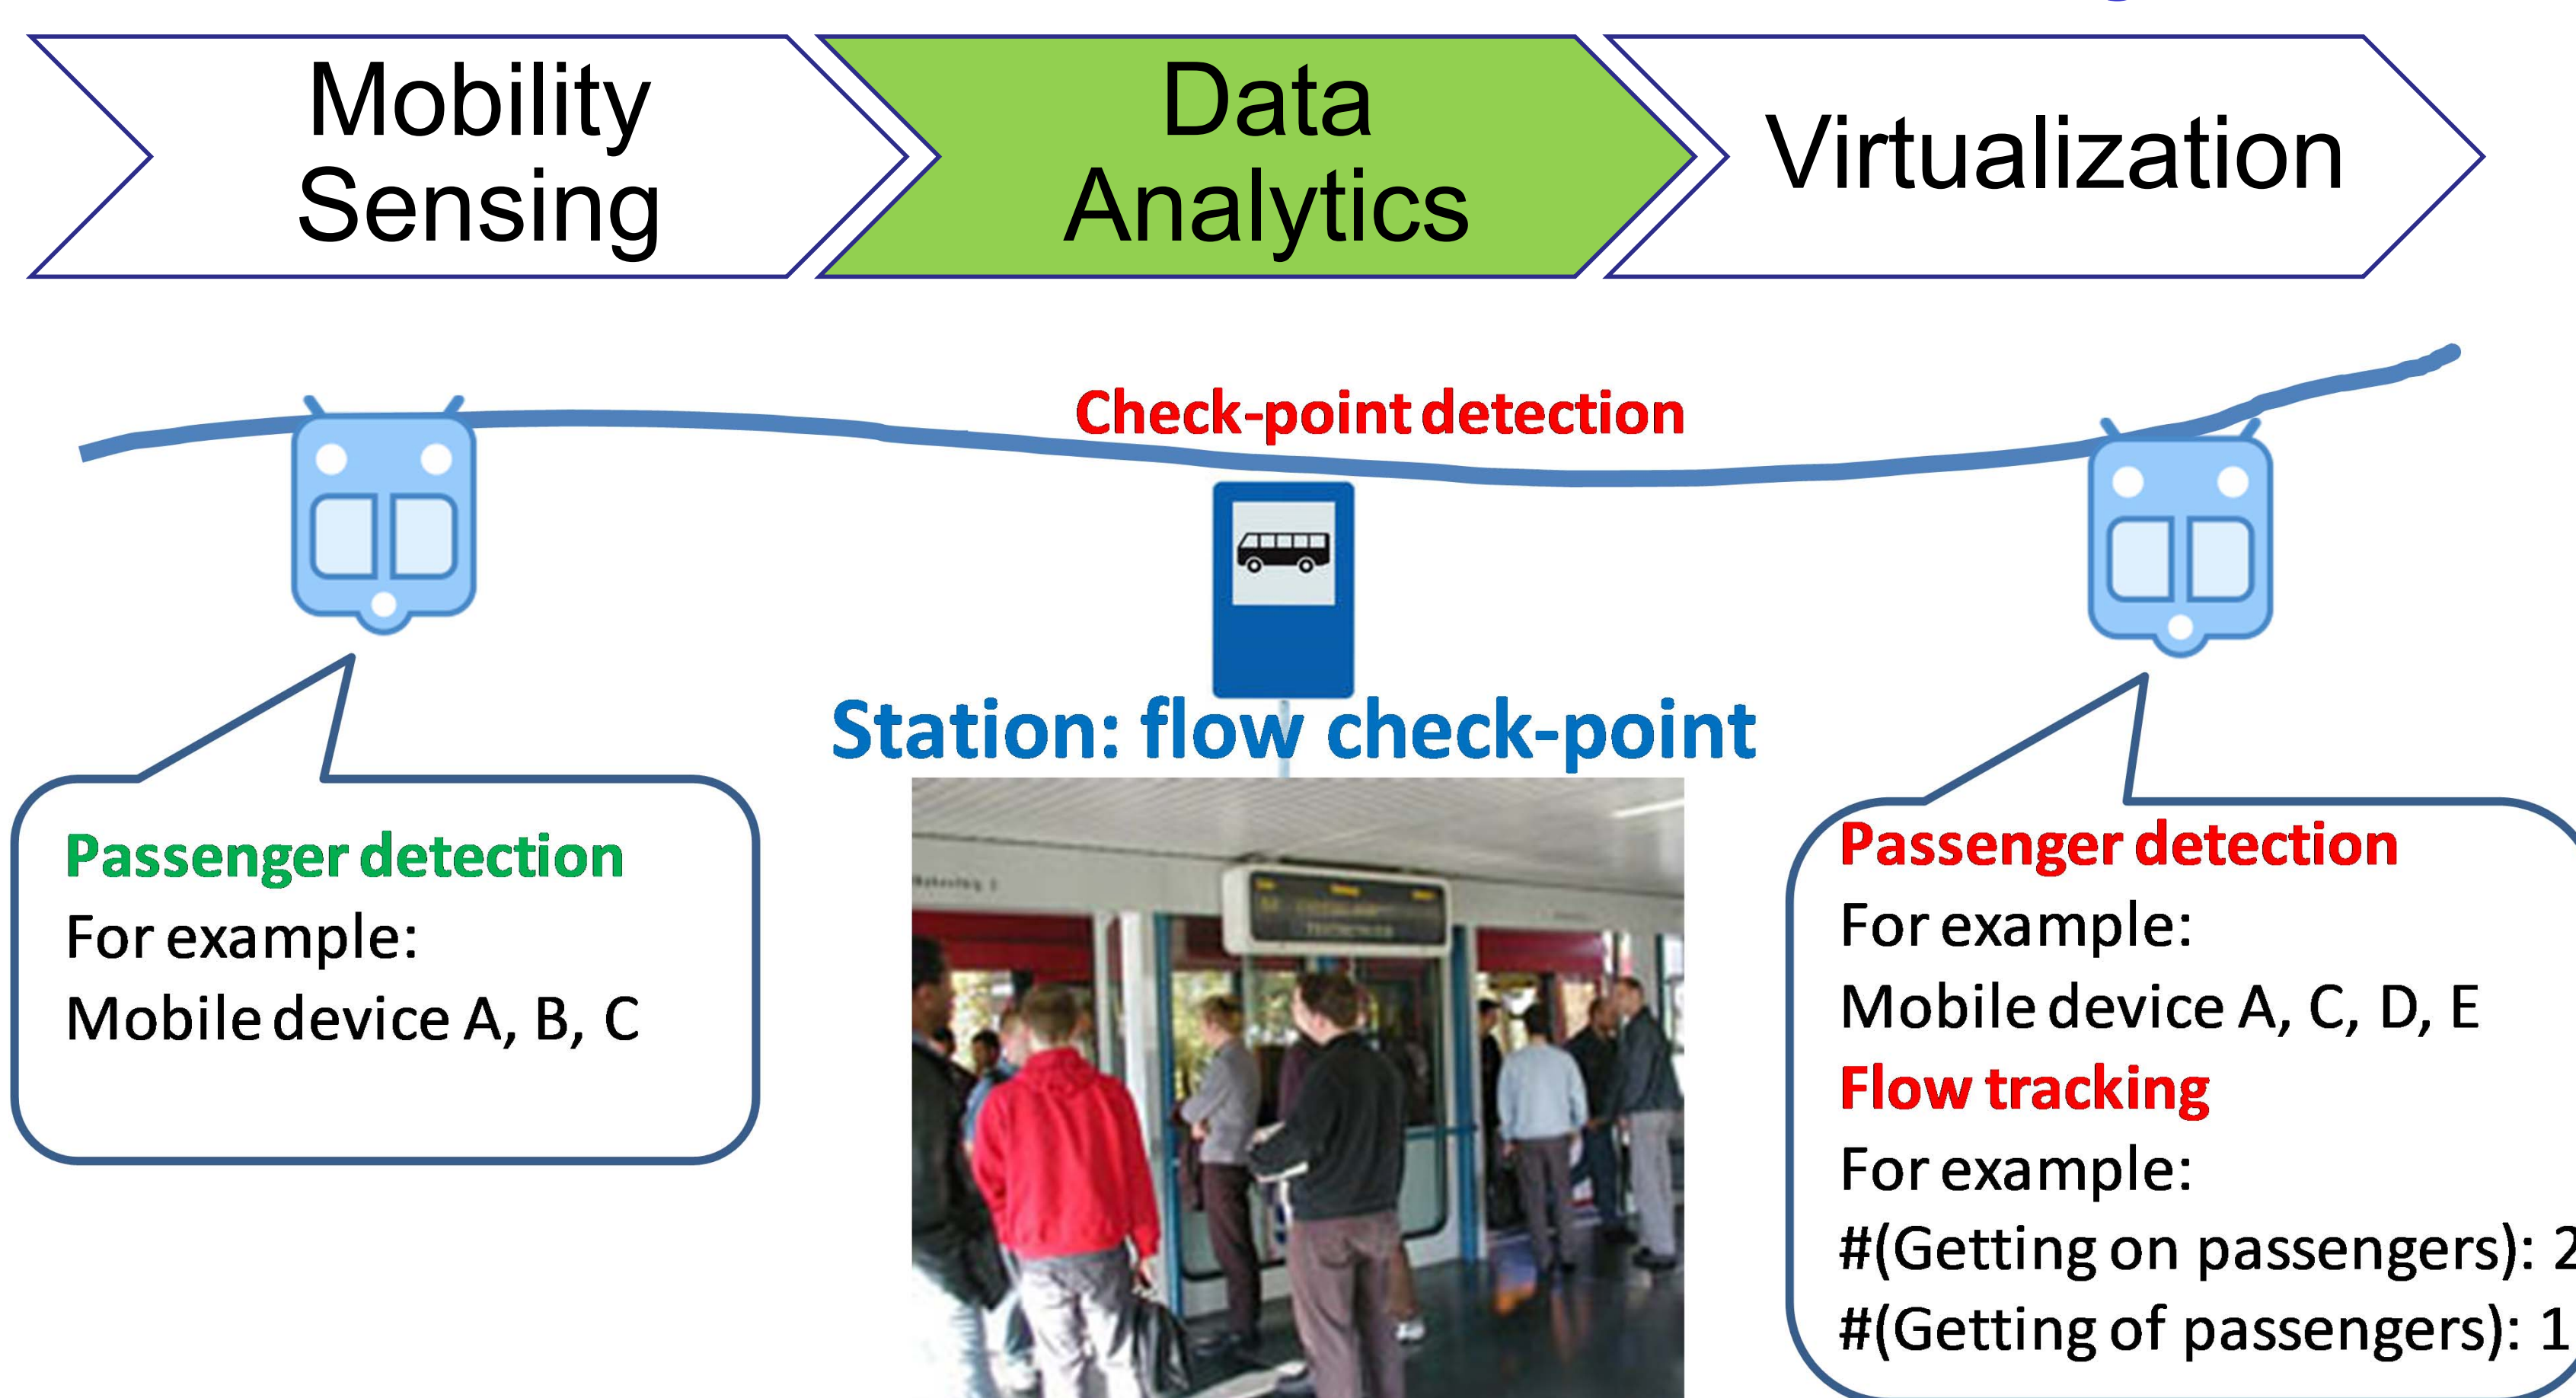 Mobility
Sensing
Data
Analytics
Virtualization
Check-point detection
Station: flow check-point
Passenger detection
For example:
Mobile device A, B, C
Passenger detection
For example:
Mobile device A, C, D, E
Flow tracking
For example:
#(Getting on passengers): 2
#(Getting of passengers): 1